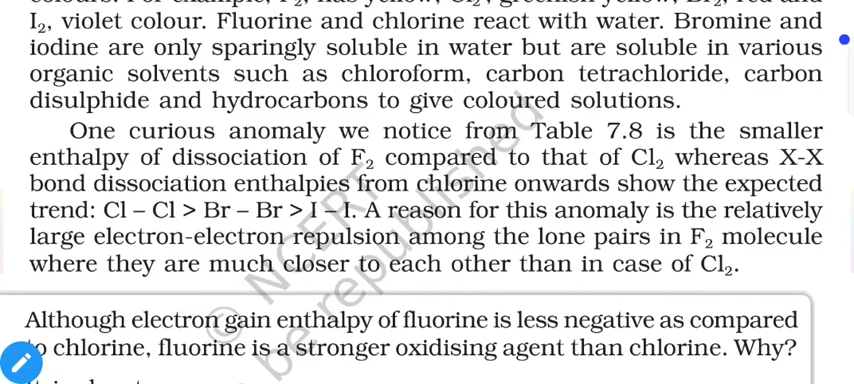 I₂, violet colour. Fluorine and chlorine react with water. Bromine and
iodine are only sparingly soluble in water but are soluble in various
organic solvents such as chloroform, carbon tetrachloride, carbon
disulphide and hydrocarbons to give coloured solutions.
One curious anomaly we notice from Table 7.8 is the smaller
enthalpy of dissociation of F₂ compared to that of Cl₂ whereas X-X
bond dissociation enthalpies from chlorine onwards show the expected
trend: Cl – Cl > Br – Br > I – I. A reason for this anomaly is the relatively
large electron-electron repulsion among the lone pairs in F₂ molecule
where they are much closer to each other than in case of Cl₂.
© NCERT
be republished
Although electron gain enthalpy of fluorine is less negative as compared
chlorine, fluorine is a stronger oxidising agent than chlorine. Why?